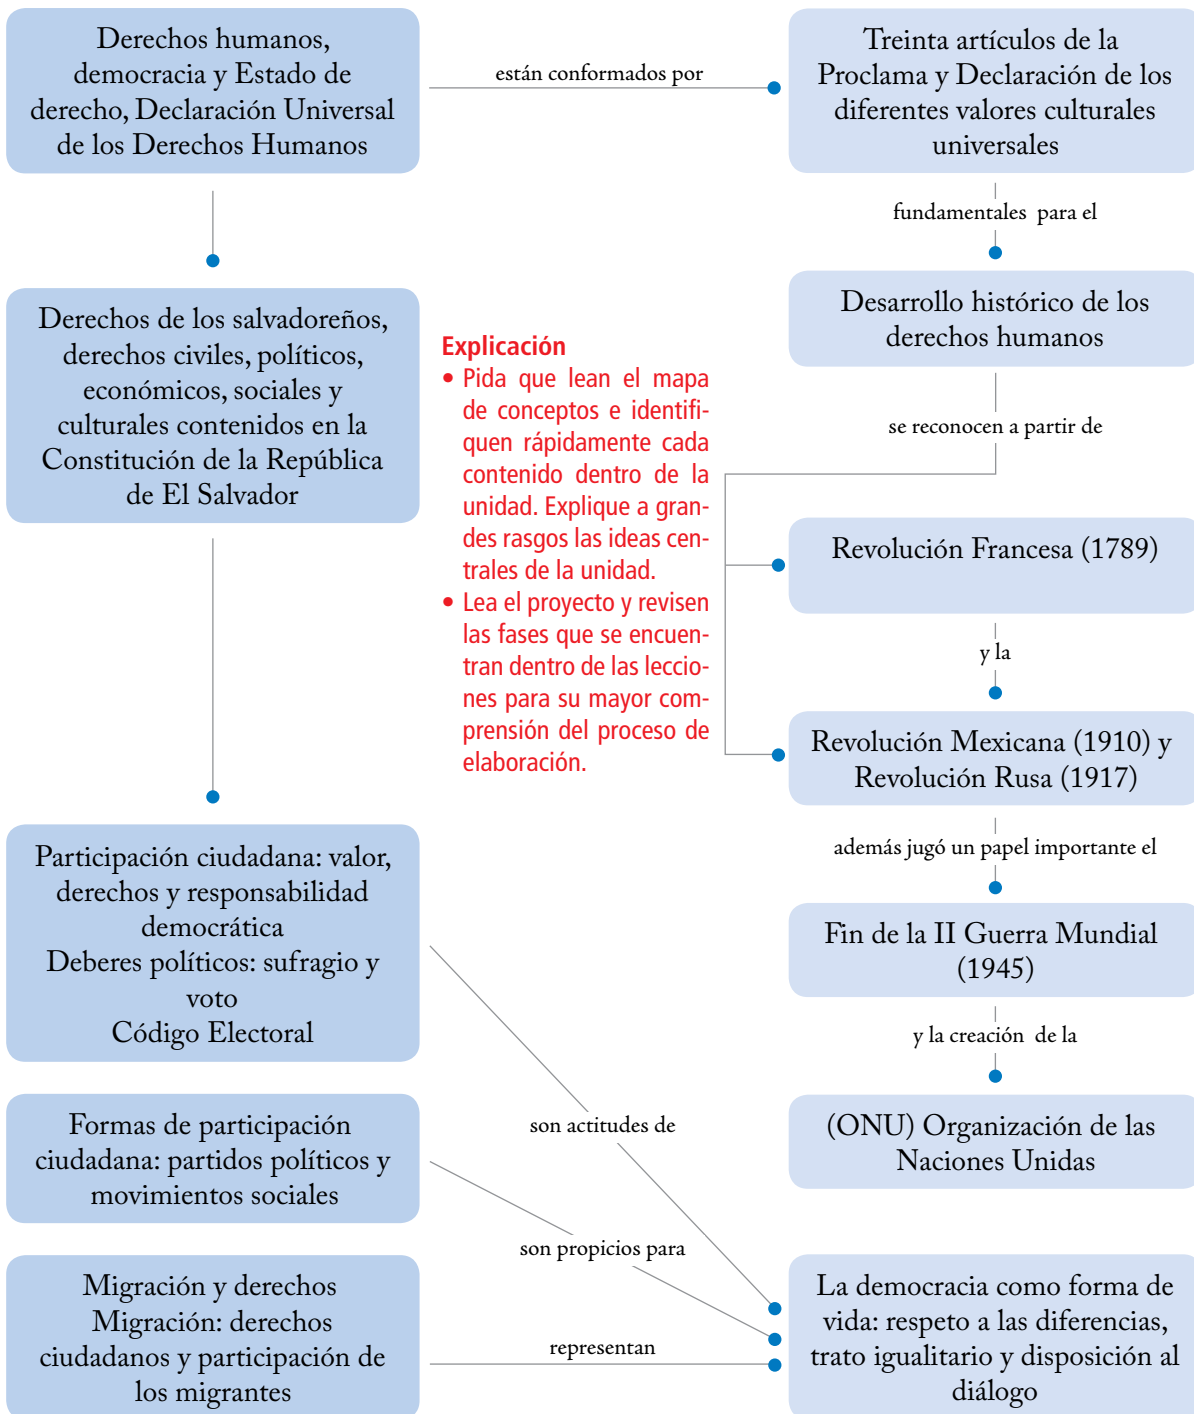 Derechos humanos,
democracia y Estado de
derecho, Declaración Universal
de los Derechos Humanos
están conformados por
Treinta artículos de la
Proclama y Declaración de los
diferentes valores culturales
universales
fundamentales para el
Derechos de los salvadoreños,
derechos civiles, políticos,
económicos, sociales y
culturales contenidos en la
Constitución de la República
de El Salvador
Desarrollo histórico de los
derechos humanos
se reconocen a partir de
Explicación
• Pida que lean el mapa
de conceptos e identifi-
quen rápidamente cada
contenido dentro de la
unidad. Explique a gran-
des rasgos las ideas cen-
trales de la unidad.
• Lea el proyecto y revisen
las fases que se encuen-
tran dentro de las leccio-
nes para su mayor com-
prensión del proceso de
elaboración.
Revolución Francesa (1789)
y la
Revolución Mexicana (1910) y
Revolución Rusa (1917)
además jugó un papel importante el
Fin de la II Guerra Mundial
(1945)
y la creación de la
(ONU) Organización de las
Naciones Unidas
Participación ciudadana: valor,
derechos y responsabilidad
democrática
Deberes políticos: sufragio y
voto
Código Electoral
son actitudes de
Formas de participación
ciudadana: partidos políticos y
movimientos sociales
son propicios para
Migración y derechos
Migración: derechos
ciudadanos y participación de
los migrantes
representan
La democracia como forma de
vida: respeto a las diferencias,
trato igualitario y disposición al
diálogo